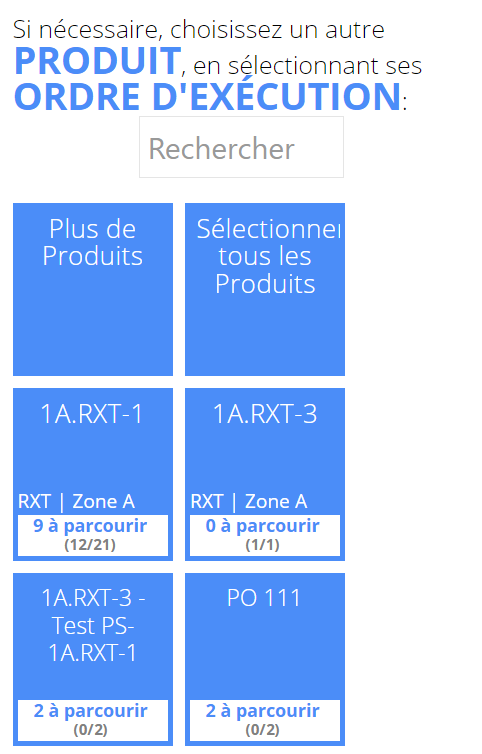 Si nécessaire, choisissez un autre
PRODUIT, en sélectionnant ses
ORDRE D'EXÉCUTION:
Rechercher
Plus de
Produits
Sélectionner
tous les
Produits
1A.RXT-1
RXT | Zone A
9 à parcourir
(12/21)
1A.RXT-3
RXT | Zone A
0 à parcourir
(1/1)
1A.RXT-3 -
Test PS-
1A.RXT-1
2 à parcourir
(0/2)
PO 111
2 à parcourir
(0/2)